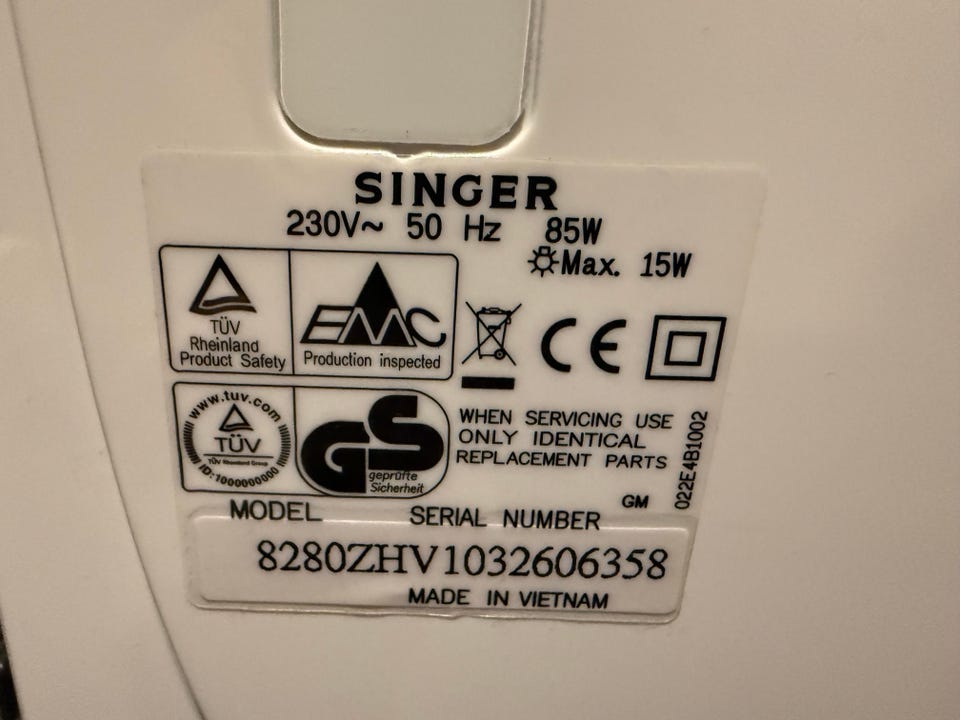 SINGER
230V~ 50 Hz 85W
Max. 15W
TÜV
Rheinland
Product Safety
EMC
Production inspected
CE
www.tuv.com
TÜV
TÜV Rheinland Group
ID:1000000000
GS
geprüfte
Sicherheit
WHEN SERVICING USE
ONLY IDENTICAL
REPLACEMENT PARTS
GM
022E4B1002
MODEL SERIAL NUMBER
8280ZHV1032606358
MADE IN VIETNAM